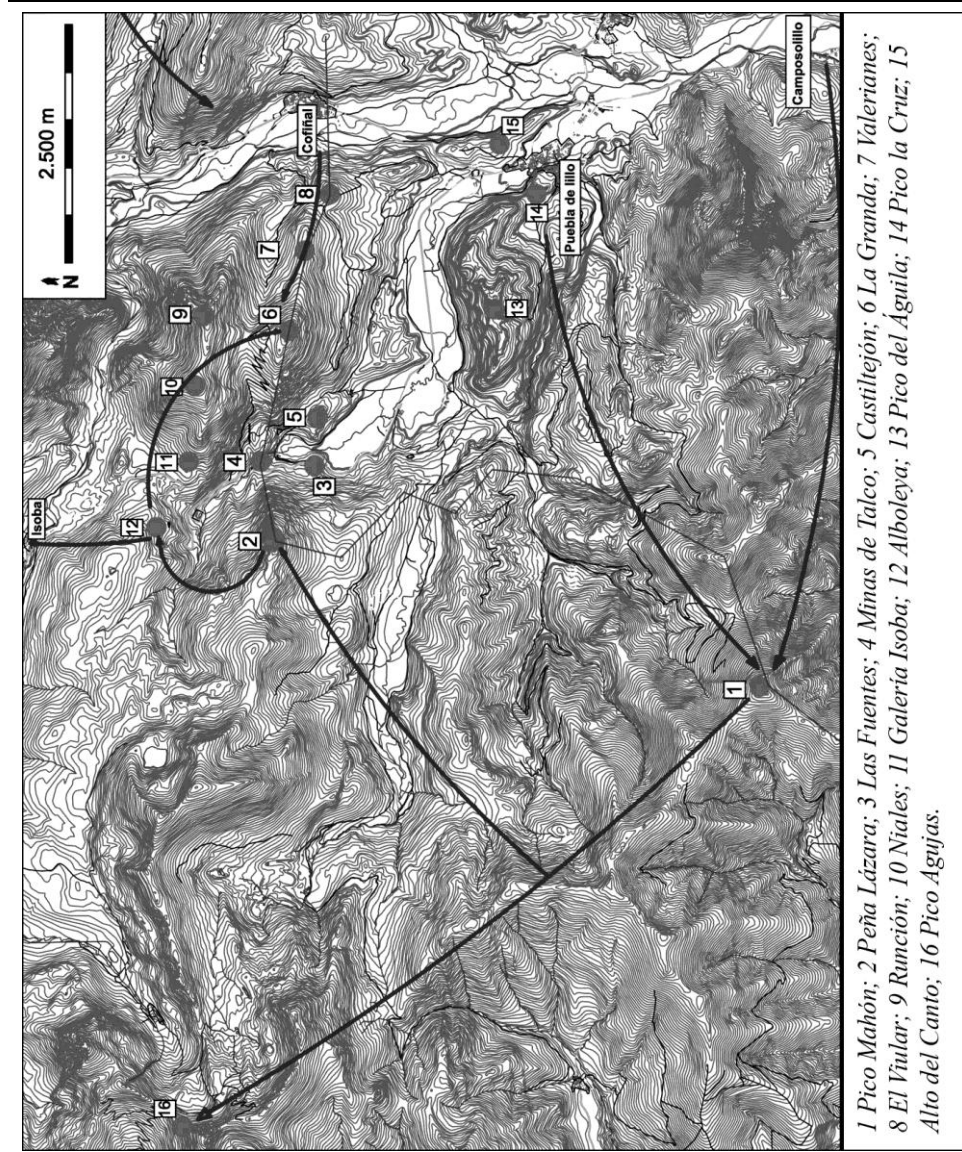 2.500 m
N
Isoba
12
16
10
9
11
4
2
6
7
5
8
Cofiñal
3
15
13
14
Puebla de lillo
1
Camposolillo
1 Pico Mahón; 2 Peña Lázara; 3 Las Fuentes; 4 Minas de Talco; 5 Castiltejón; 6 La Granda; 7 Valerianes;
8 El Viular; 9 Runción; 10 Niales; 11 Galería Isoba; 12 Alboleya; 13 Pico del Águila; 14 Pico la Cruz; 15
Alto del Canto; 16 Pico Agujas.